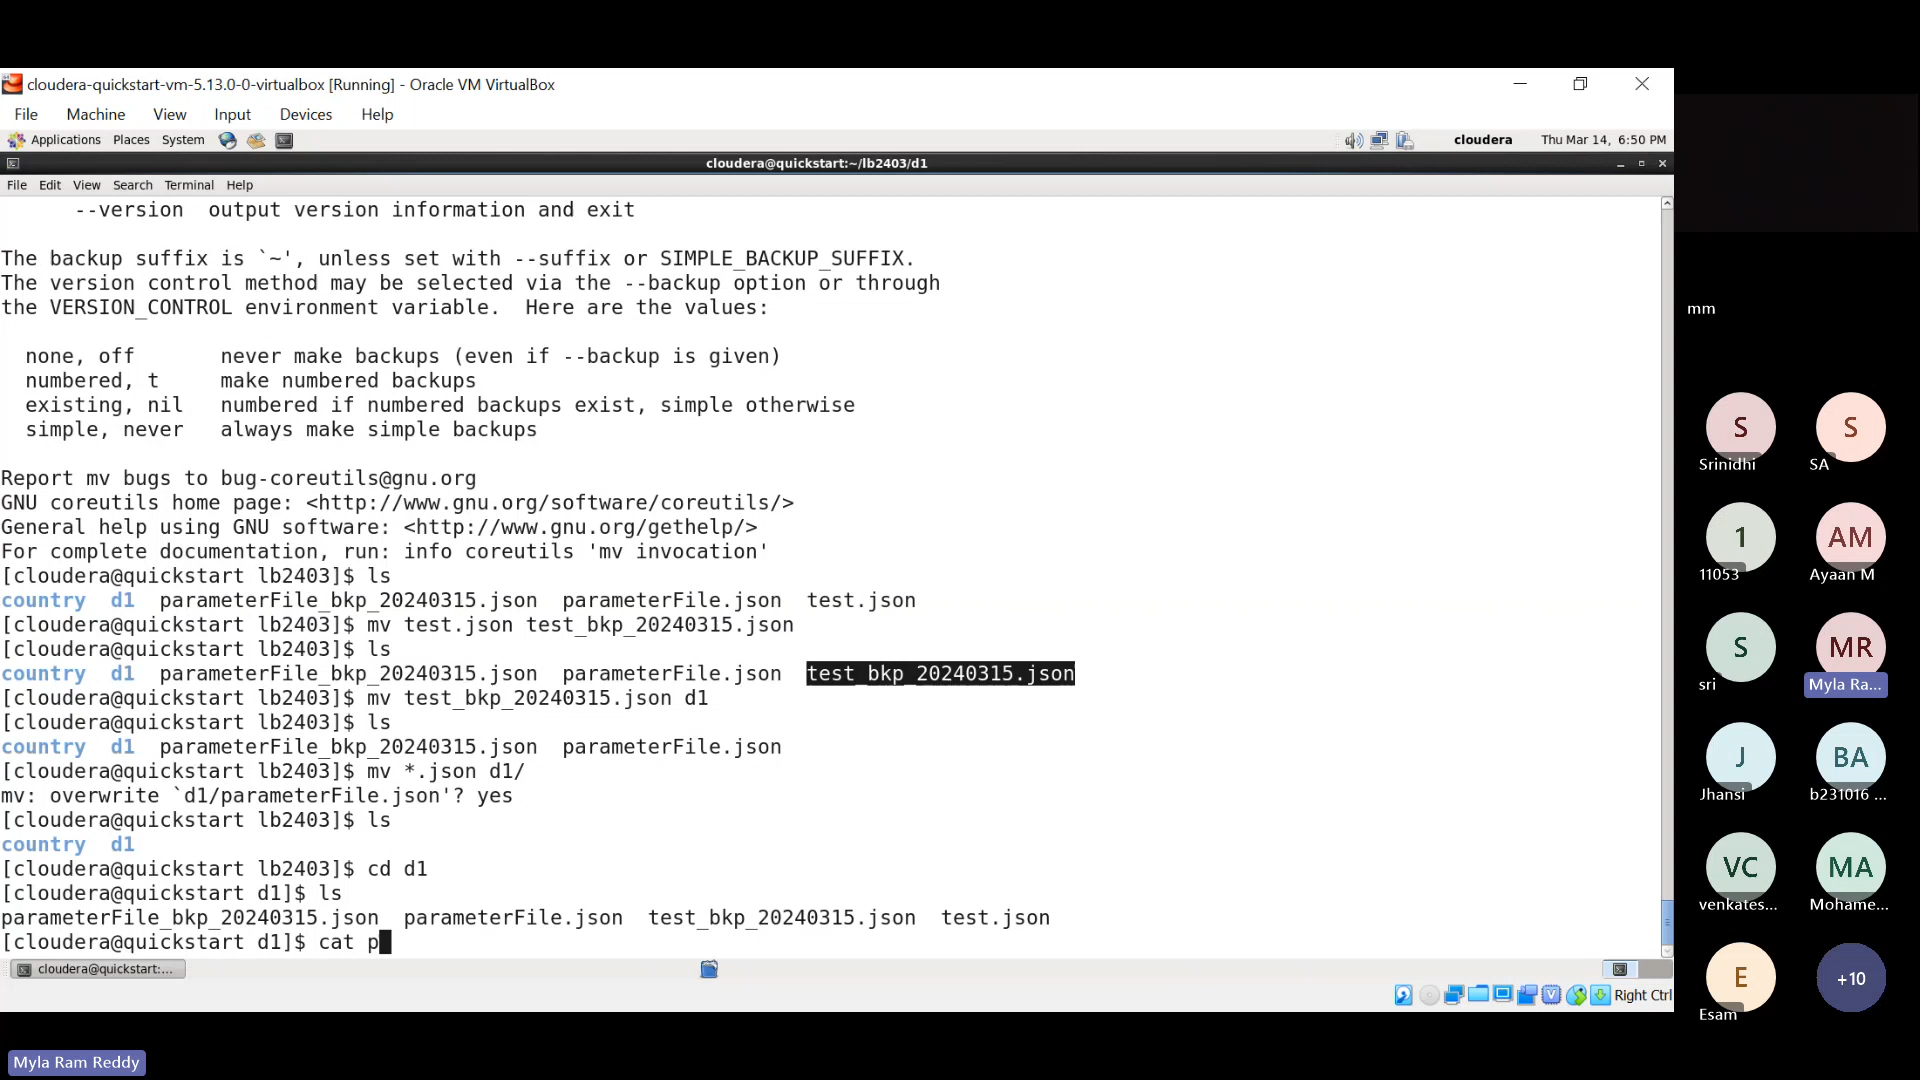 cloudera-quickstart-vm-5.13.0-0-virtualbox [Running] - Oracle VM VirtualBox
File Machine View Input Devices Help
Applications Places System cloudera Thu Mar 14, 6:50 PM
cloudera@quickstart:~/lb2403/d1
File Edit View Search Terminal Help
--version  output version information and exit
The backup suffix is `~', unless set with --suffix or SIMPLE_BACKUP_SUFFIX.
The version control method may be selected via the --backup option or through
the VERSION_CONTROL environment variable.  Here are the values:
none, off       never make backups (even if --backup is given)
numbered, t     make numbered backups
existing, nil   numbered if numbered backups exist, simple otherwise
simple, never   always make simple backups
Report mv bugs to bug-coreutils@gnu.org
GNU coreutils home page: <http://www.gnu.org/software/coreutils/>
General help using GNU software: <http://www.gnu.org/gethelp/>
For complete documentation, run: info coreutils 'mv invocation'
[cloudera@quickstart lb2403]$ ls
country  d1  parameterFile_bkp_20240315.json  parameterFile.json  test.json
[cloudera@quickstart lb2403]$ mv test.json test_bkp_20240315.json
[cloudera@quickstart lb2403]$ ls
country  d1  parameterFile_bkp_20240315.json  parameterFile.json  test_bkp_20240315.json
[cloudera@quickstart lb2403]$ mv test_bkp_20240315.json d1
[cloudera@quickstart lb2403]$ ls
country  d1  parameterFile_bkp_20240315.json  parameterFile.json
[cloudera@quickstart lb2403]$ mv *.json d1/
mv: overwrite `d1/parameterFile.json'? yes
[cloudera@quickstart lb2403]$ ls
country  d1
[cloudera@quickstart lb2403]$ cd d1
[cloudera@quickstart d1]$ ls
parameterFile_bkp_20240315.json  parameterFile.json  test_bkp_20240315.json  test.json
[cloudera@quickstart d1]$ cat p
cloudera@quickstart:...
Right Ctrl
mm
S S
Srinidhi SA
1 AM
11053 Ayaan M
S MR
sri Myla Ra...
J BA
Jhansi b231016 ...
VC MA
venkates... Mohame...
E +10
Esam
Myla Ram Reddy